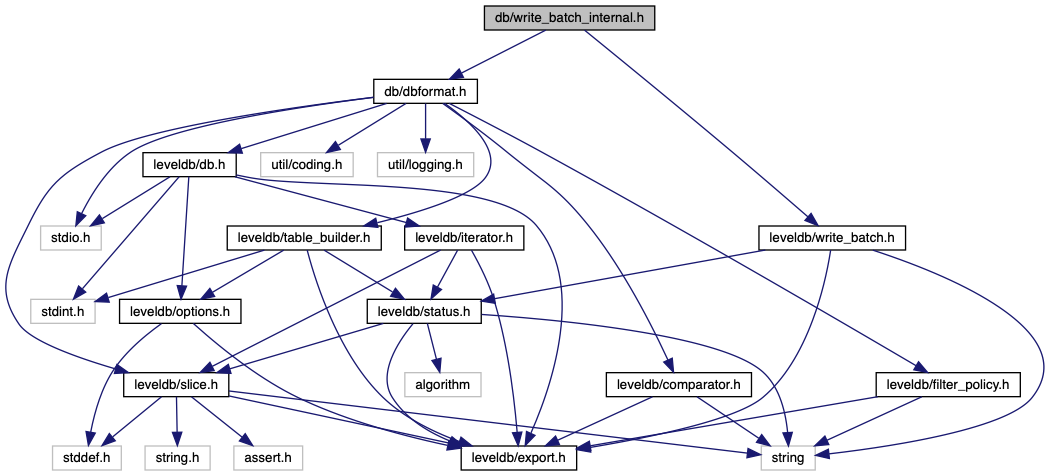 db/write_batch_internal.h
db/dbformat.h
leveldb/db.h
util/coding.h
util/logging.h
stdio.h
leveldb/table_builder.h
leveldb/iterator.h
leveldb/write_batch.h
stdint.h
leveldb/options.h
leveldb/status.h
leveldb/slice.h
algorithm
leveldb/comparator.h
leveldb/filter_policy.h
stddef.h
string.h
assert.h
leveldb/export.h
string